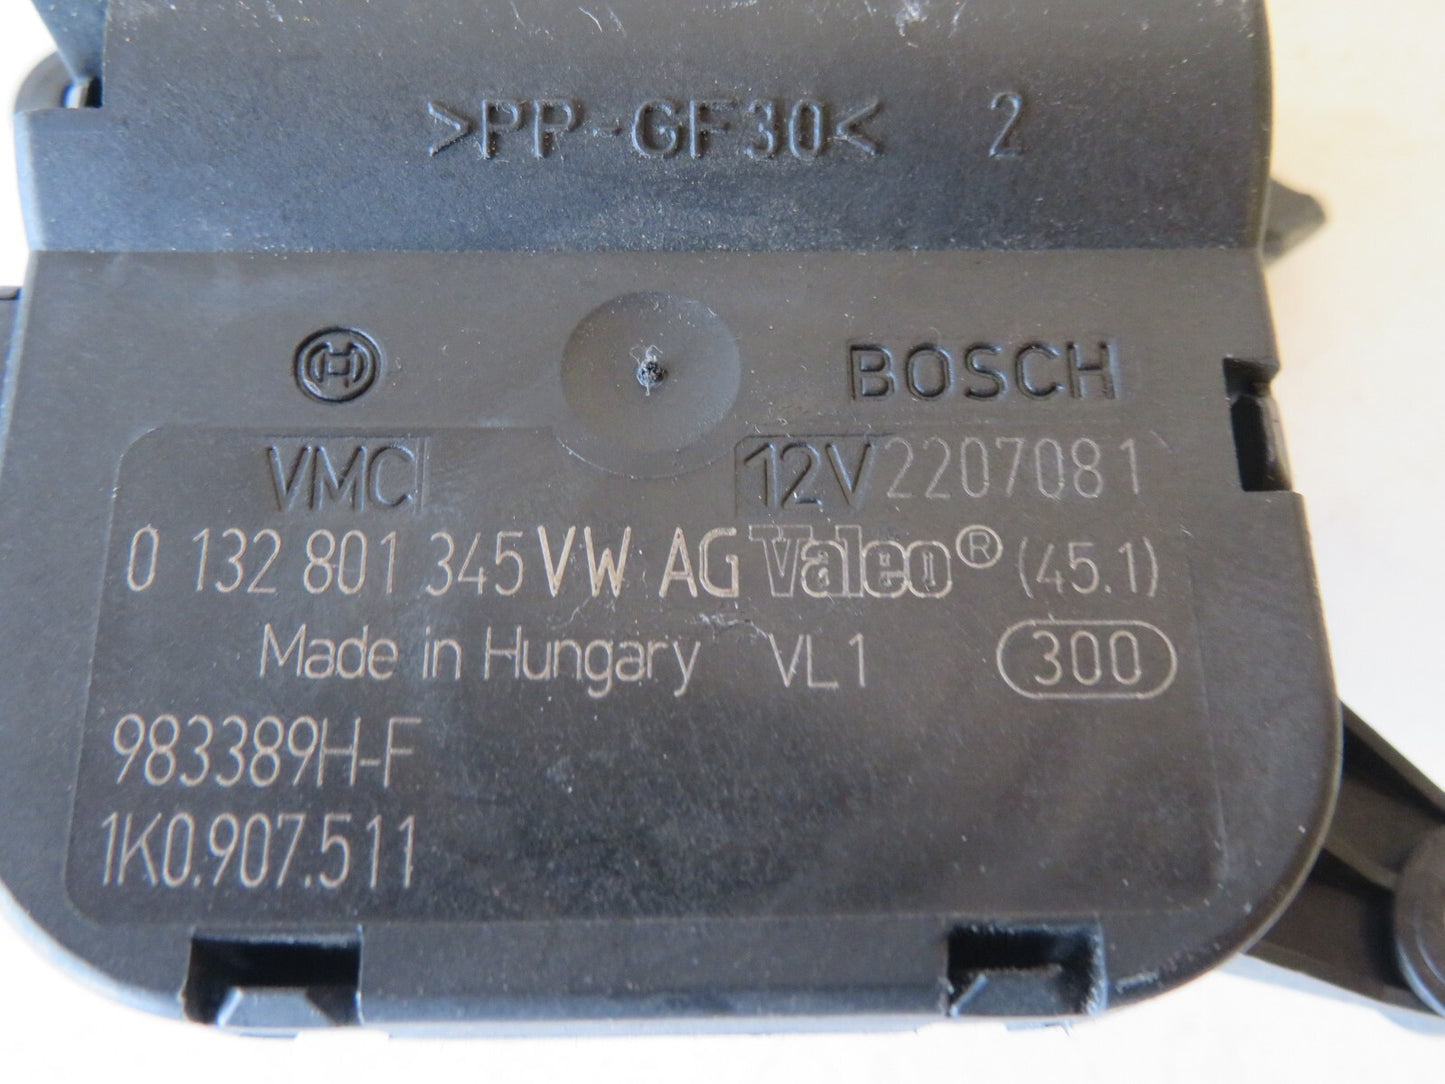 >PP-GF30< 2
BOSCH
VMC 12V 2207081
0 132 801 345 VW AG Valeo® (45.1)
Made in Hungary VL1 300
983389H-F
1K0.907.511